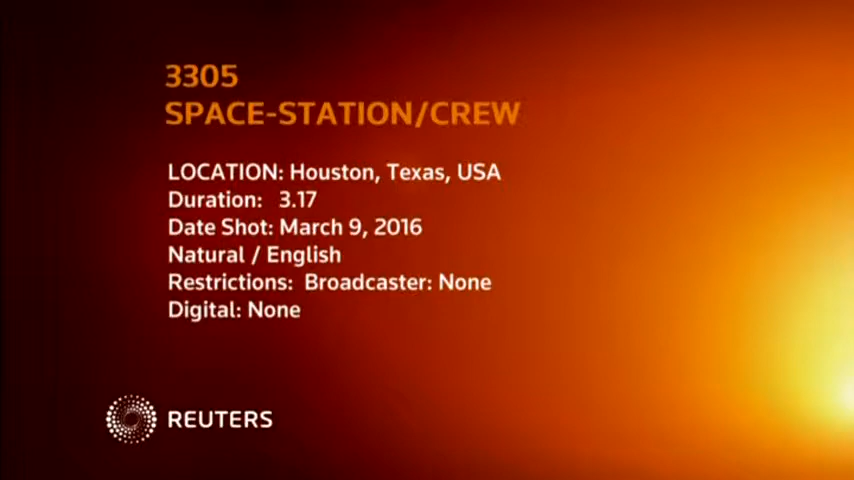 3305
SPACE-STATION/CREW
LOCATION: Houston, Texas, USA
Duration: 3.17
Date Shot: March 9, 2016
Natural / English
Restrictions: Broadcaster: None
Digital: None
REUTERS